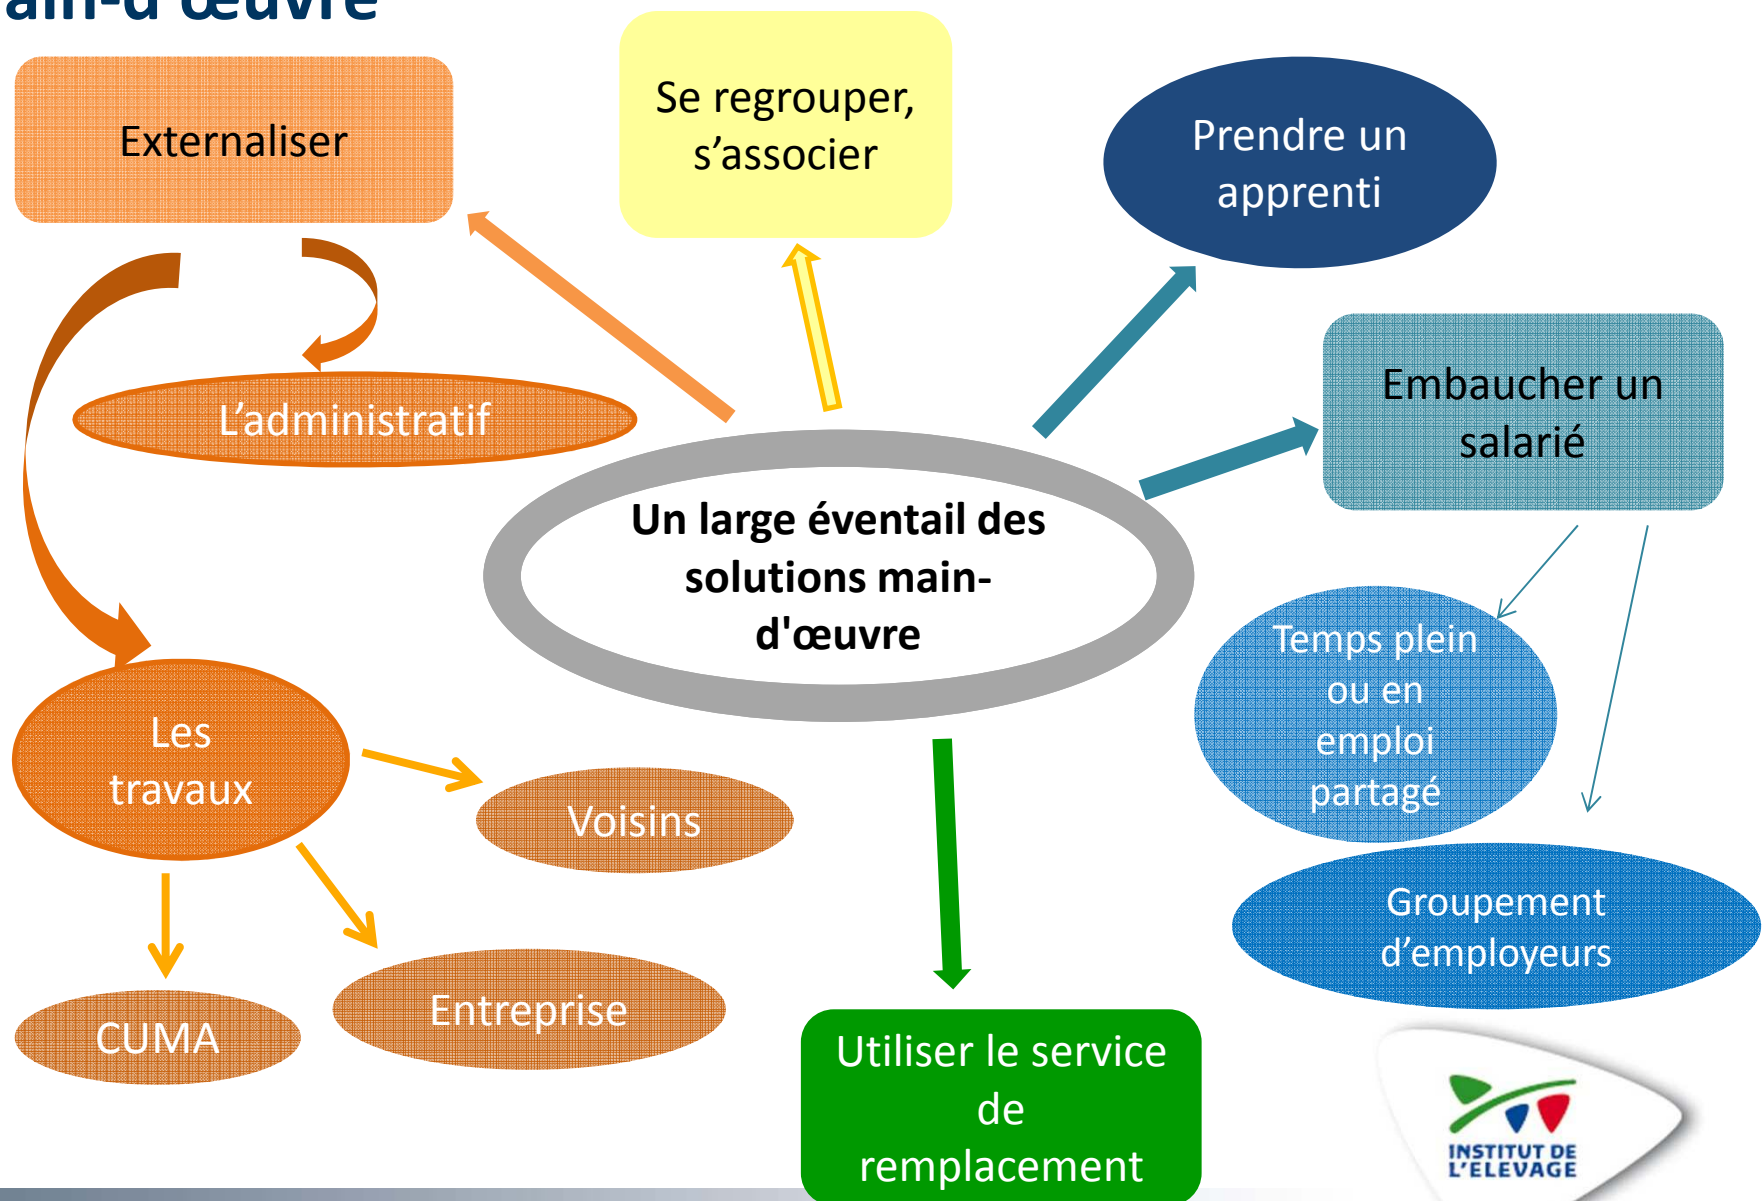 ain-d'œuvre
Externaliser
Se regrouper,
s’associer
Prendre un
apprenti
Embaucher un
salarié
L’administratif
Un large éventail des
solutions main-
d'œuvre
Temps plein
ou en
emploi
partagé
Les
travaux
Voisins
Groupement
d’employeurs
CUMA
Entreprise
Utiliser le service
de
remplacement
INSTITUT DE
L'ELEVAGE